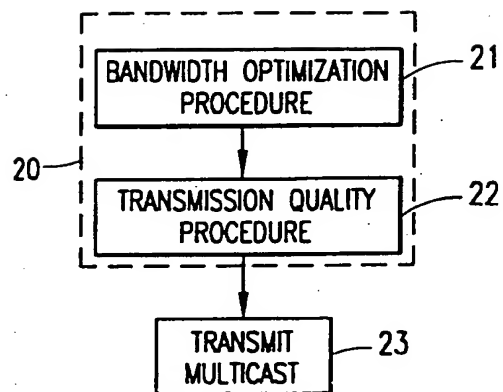 BANDWIDTH OPTIMIZATION
PROCEDURE
21
20
TRANSMISSION QUALITY
PROCEDURE
22
TRANSMIT
MULTICAST
23